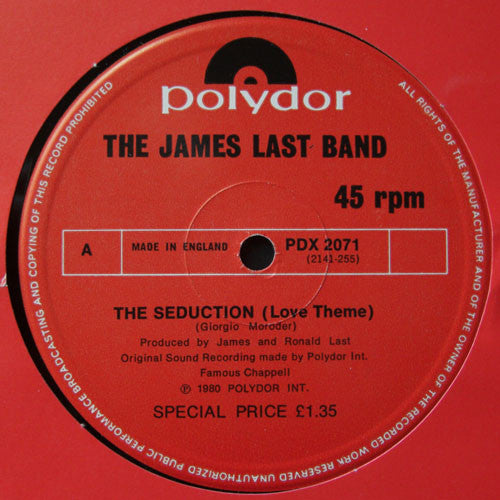 polydor
THE JAMES LAST BAND
45 rpm
A
MADE IN ENGLAND
PDX 2071
(2141-255)
THE SEDUCTION (Love Theme)
(Giorgio Moroder)
Produced by James and Ronald Last
Original Sound Recording made by Polydor Int.
Famous Chappell
℗ 1980 POLYDOR INT.
SPECIAL PRICE £1.35
ALL RIGHTS OF THE MANUFACTURER AND OF THE OWNER OF THE RECORDED WORK RESERVED UNAUTHORIZED PUBLIC PERFORMANCE BROADCASTING AND COPYING OF THIS RECORD PROHIBITED